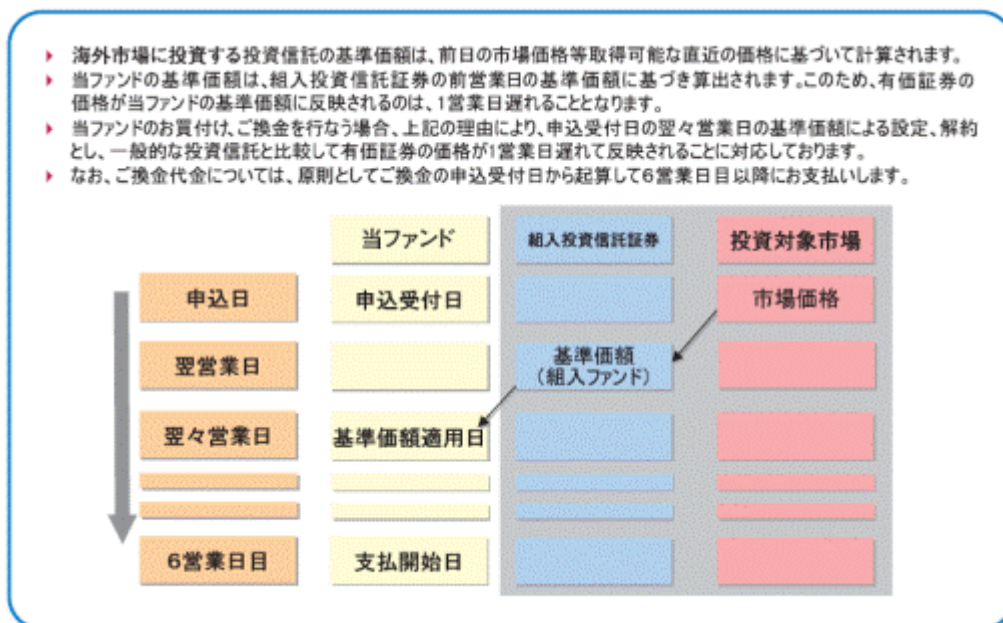 海外市場に投資する投資信託の基準価額は、前日の市場価格等取得可能な直近の価格に基づいて計算されます。
当ファンドの基準価額は、組入投資信託証券の前営業日の基準価額に基づき算出されます。このため、有価証券の
価格が当ファンドの基準価額に反映されるのは、1営業日遅れることとなります。
当ファンドのお買付け、ご換金を行なう場合、上記の理由により、申込受付日の翌々営業日の基準価額による設定、解約
とし、一般的な投資信託と比較して有価証券の価格が1営業日遅れて反映されることに対応しております。
なお、ご換金代金については、原則としてご換金の申込受付日から起算して6営業日目以降にお支払いします。
当ファンド 組入投資信託証券 投資対象市場
申込日 申込受付日 市場価格
翌営業日 基準価額
(組入ファンド)
翌々営業日 基準価額適用日
6営業日目 支払開始日